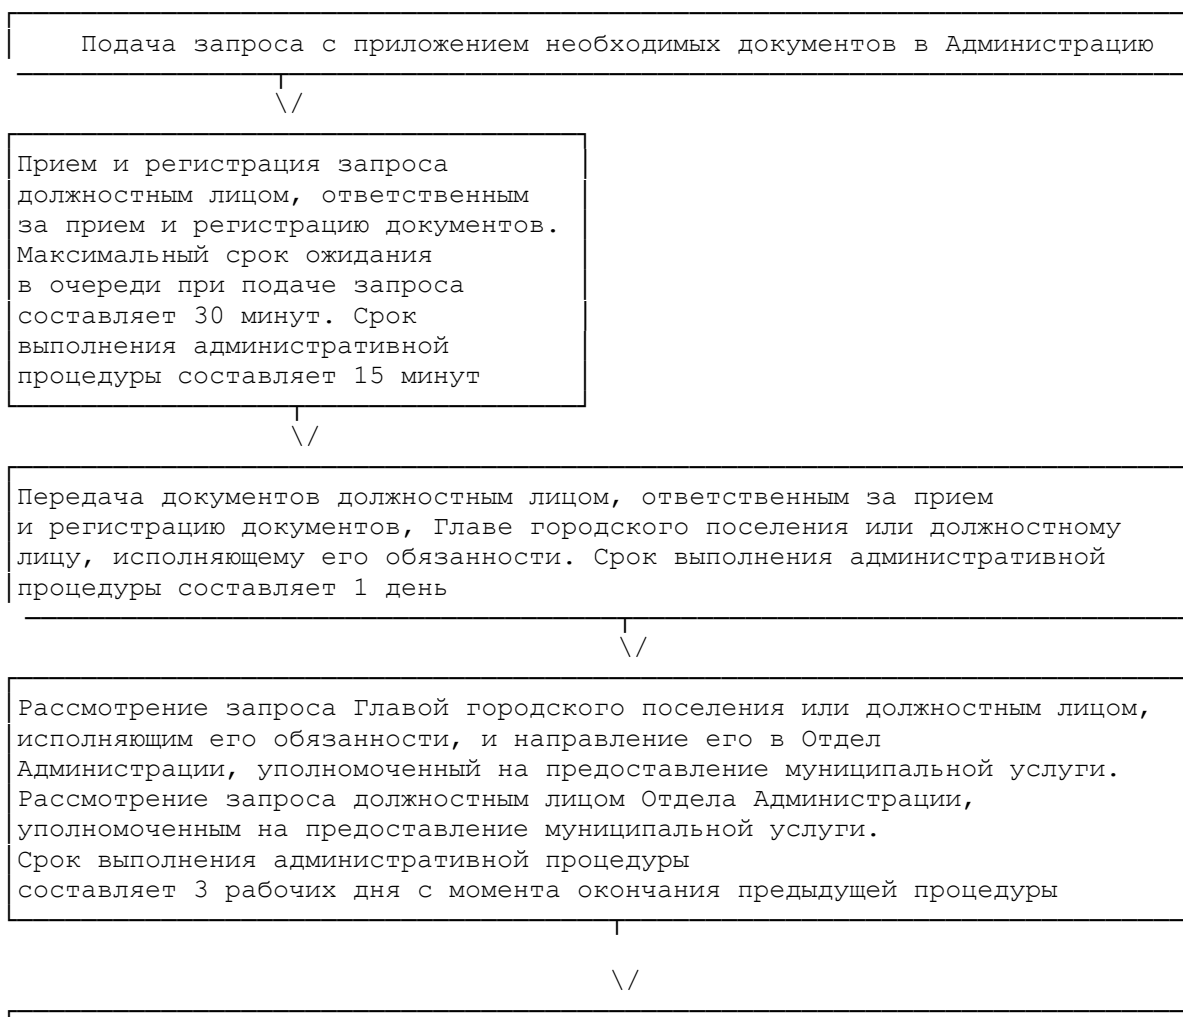 Подача запроса с приложением необходимых документов в Администрацию
\/
Прием и регистрация запроса
должностным лицом, ответственным
за прием и регистрацию документов.
Максимальный срок ожидания
в очереди при подаче запроса
составляет 30 минут. Срок
выполнения административной
процедуры составляет 15 минут
\/
Передача документов должностным лицом, ответственным за прием
и регистрацию документов, Главе городского поселения или должностному
лицу, исполняющему его обязанности. Срок выполнения административной
процедуры составляет 1 день
\/
Рассмотрение запроса Главой городского поселения или должностным лицом,
исполняющим его обязанности, и направление его в Отдел
Администрации, уполномоченный на предоставление муниципальной услуги.
Рассмотрение запроса должностным лицом Отдела Администрации,
уполномоченным на предоставление муниципальной услуги.
Срок выполнения административной процедуры
составляет 3 рабочих дня с момента окончания предыдущей процедуры
\/